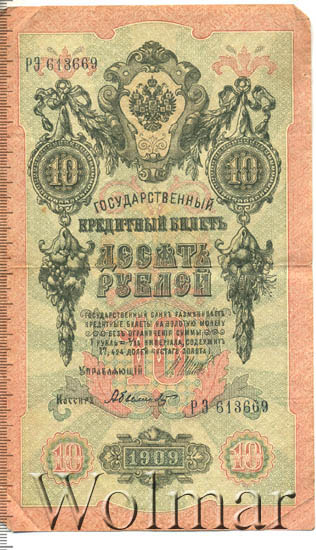 РЭ 613669
10 10
ГОСУДАРСТВЕННЫЙ
КРЕДИТНЫЙ БИЛЕТЪ
ДЕСЯТЬ
РУБЛЕЙ
ГОСУДАРСТВЕННЫЙ БАНКЪ РАЗМѢНИВАЕТЪ
КРЕДИТНЫЕ БИЛЕТЫ НА ЗОЛОТУЮ МОНЕТУ
БЕЗЪ ОГРАНИЧЕНІЯ СУММЫ
(1 РУБЛЬ = 1/15 ИМПЕРІАЛА, СОДЕРЖИТЪ
17,424 ДОЛЕЙ ЧИСТАГО ЗОЛОТА)
10
Управляющій
Кассиръ
РЭ 613669
10 1909 10
Wolmar